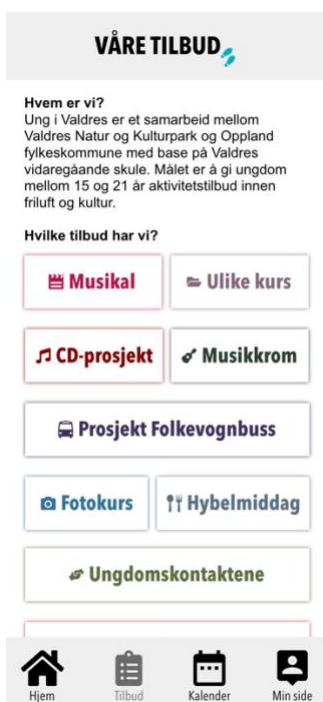 VÅRE TILBUD
Hvem er vi?
Ung i Valdres er et samarbeid mellom
Valdres Natur og Kulturpark og Oppland
fylkeskommune med base på Valdres
vidaregåande skule. Målet er å gi ungdom
mellom 15 og 21 år aktivitetstilbud innen
friluft og kultur.
Hvilke tilbud har vi?
Musikal
Ulike kurs
CD-prosjekt
Musikkrom
Prosjekt Folkevognbuss
Fotokurs
Hybelmiddag
Ungdomskontaktene
Hjem
Tilbud
Kalender
Min side